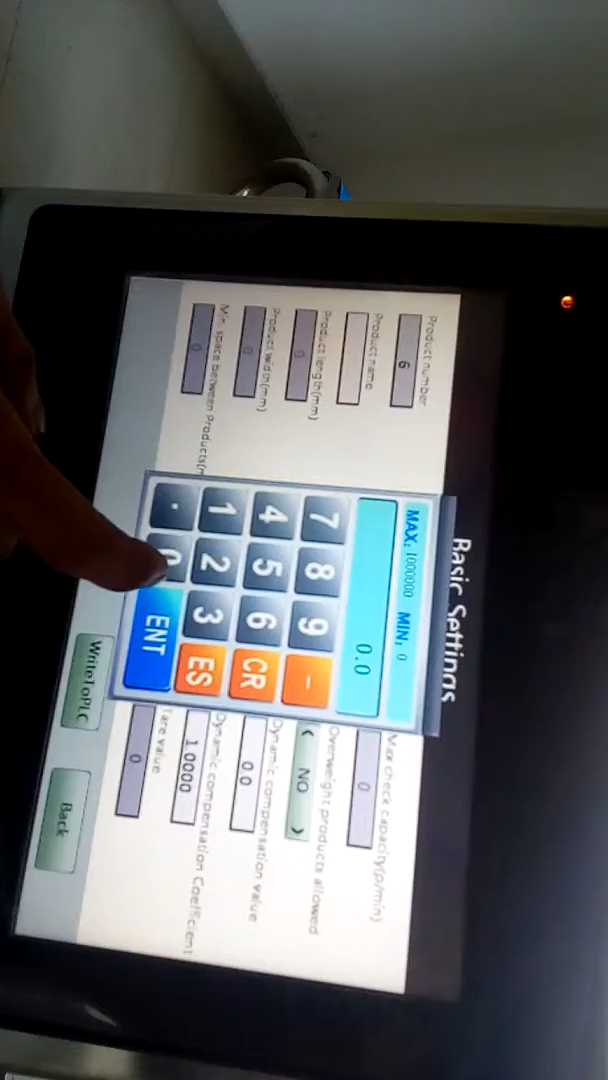 Basic Settings
Product number
6
Product name
Product length(mm)
0
Product width(mm)
0
Min. space between Products(m
0
MAX: 1000000 MIN: 0
0.0
7 8 9 -
4 5 6 CR
1 2 3 ES
. 0 ENT
Max check capacity(p/min)
0
Overweight products allowed
< NO >
Dynamic compensation value
0.0
Dynamic compensation Coefficient
1.0000
Tare value
0
WriteToPLC
Back